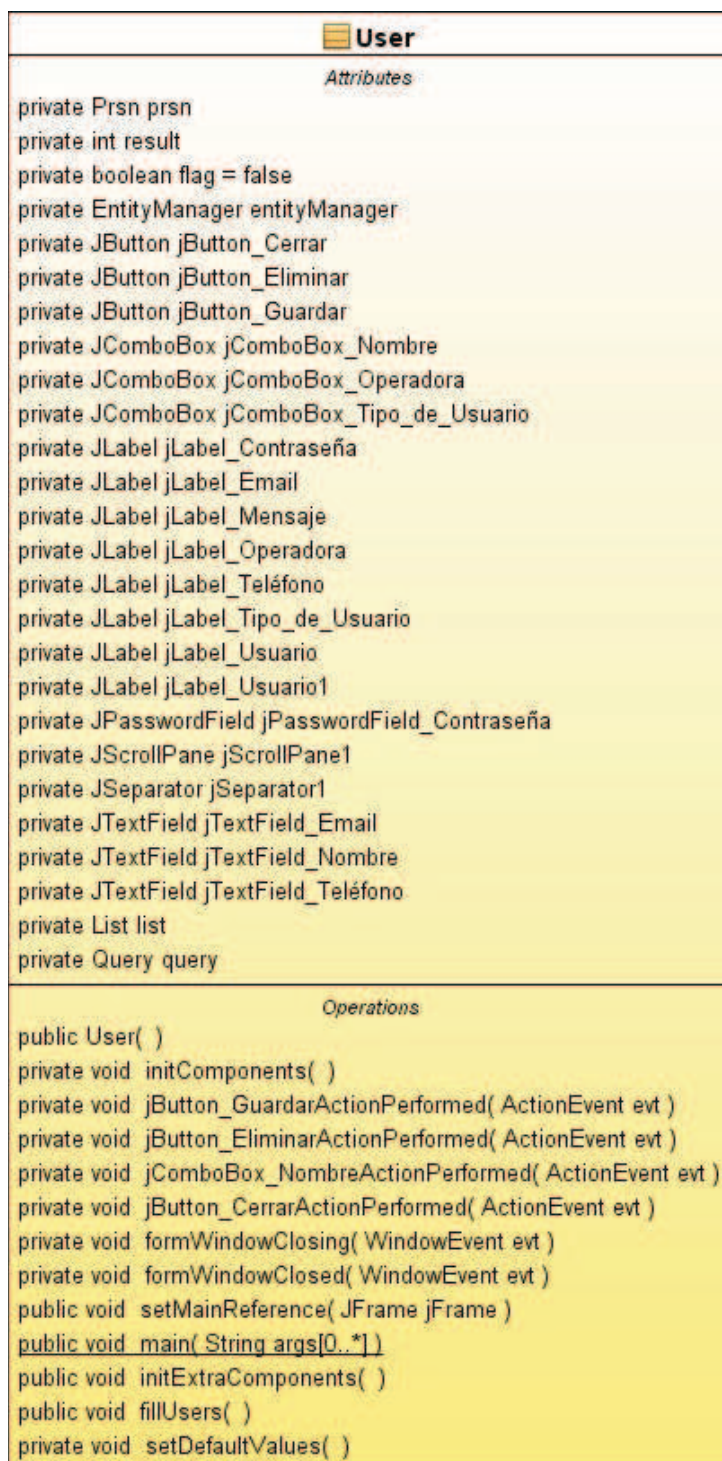 User
Attributes
private Prsn prsn
private int result
private boolean flag = false
private EntityManager entityManager
private JButton jButton_Cerrar
private JButton jButton_Eliminar
private JButton jButton_Guardar
private JComboBox jComboBox_Nombre
private JComboBox jComboBox_Operadora
private JComboBox jComboBox_Tipo_de_Usuario
private JLabel jLabel_Contraseña
private JLabel jLabel_Email
private JLabel jLabel_Mensaje
private JLabel jLabel_Operadora
private JLabel jLabel_Teléfono
private JLabel jLabel_Tipo_de_Usuario
private JLabel jLabel_Usuario
private JLabel jLabel_Usuario1
private JPasswordField jPasswordField_Contraseña
private JScrollPane jScrollPane1
private JSeparator jSeparator1
private JTextField jTextField_Email
private JTextField jTextField_Nombre
private JTextField jTextField_Teléfono
private List list
private Query query
Operations
public User( )
private void initComponents( )
private void jButton_GuardarActionPerformed( ActionEvent evt )
private void jButton_EliminarActionPerformed( ActionEvent evt )
private void jComboBox_NombreActionPerformed( ActionEvent evt )
private void jButton_CerrarActionPerformed( ActionEvent evt )
private void formWindowClosing( WindowEvent evt )
private void formWindowClosed( WindowEvent evt )
public void setMainReference( JFrame jFrame )
public void main( String args[0..*] )
public void initExtraComponents( )
public void fillUsers( )
private void setDefaultValues( )